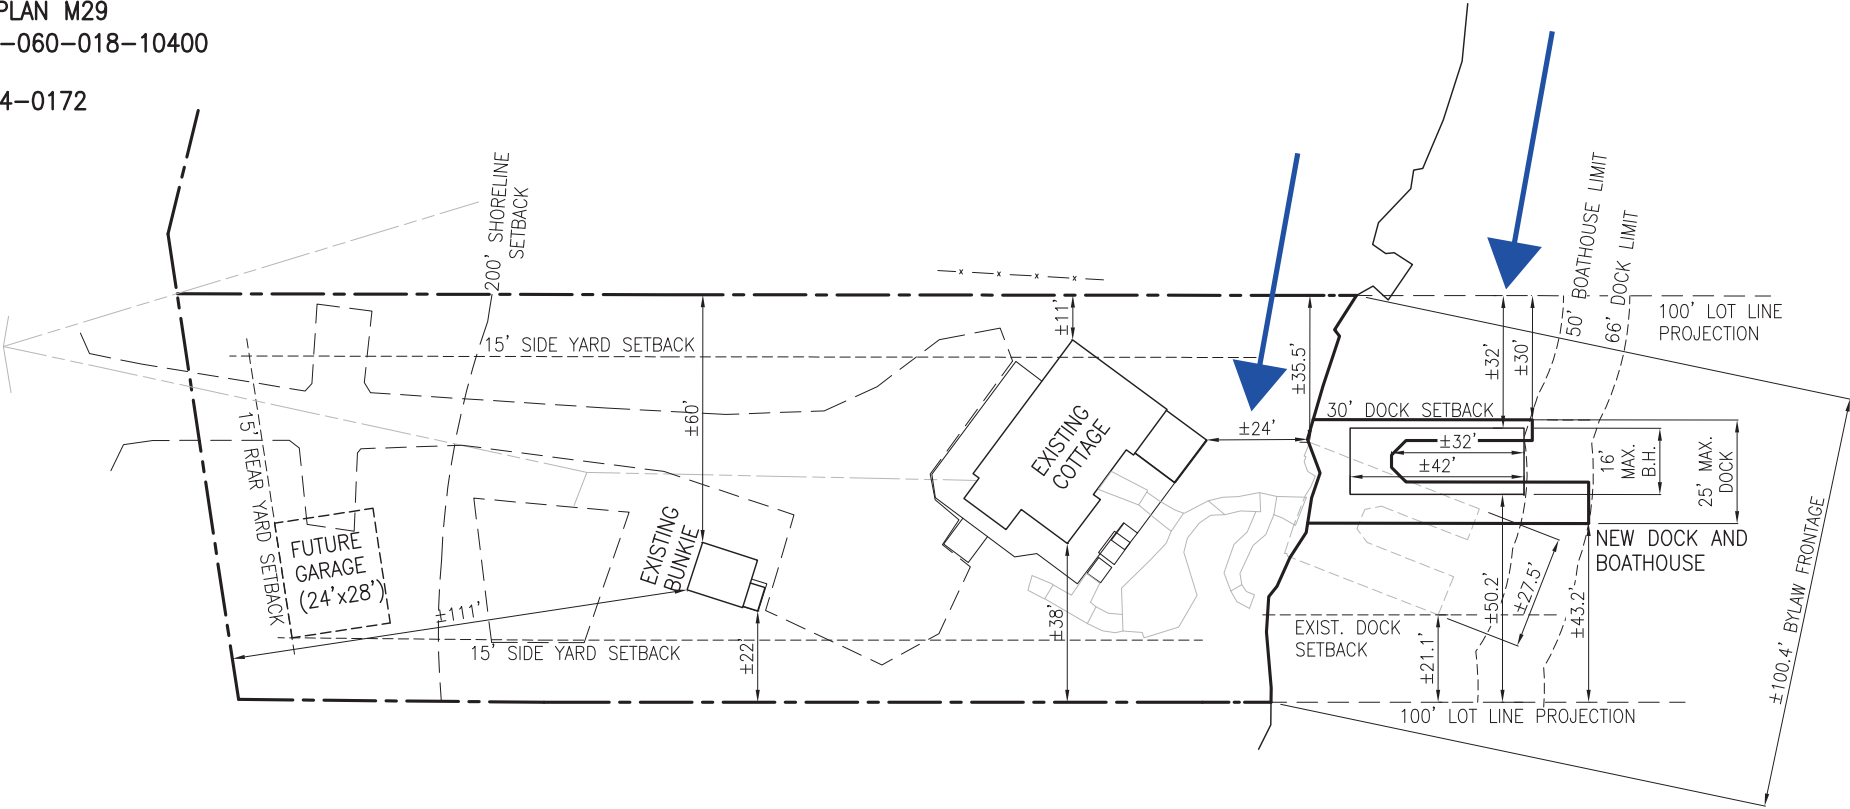 PLAN M29
-060-018-10400
4-0172
200' SHORELINE
SETBACK
50' BOATHOUSE LIMIT
66' DOCK LIMIT
100' LOT LINE
PROJECTION
15' SIDE YARD SETBACK
±60'
±11'
±35.5'
±32'
±30'
30' DOCK SETBACK
±24'
±32'
±42'
16'
MAX.
B.H.
25' MAX.
DOCK
EXISTING
COTTAGE
15' REAR YARD SETBACK
FUTURE
GARAGE
(24'x28')
EXISTING
BUNKIE
±111'
±22'
±38'
15' SIDE YARD SETBACK
NEW DOCK AND
BOATHOUSE
EXIST. DOCK
SETBACK
±21.1'
±50.2'
±27.5'
±43.2'
100' LOT LINE PROJECTION
±100.4' BYLAW FRONTAGE